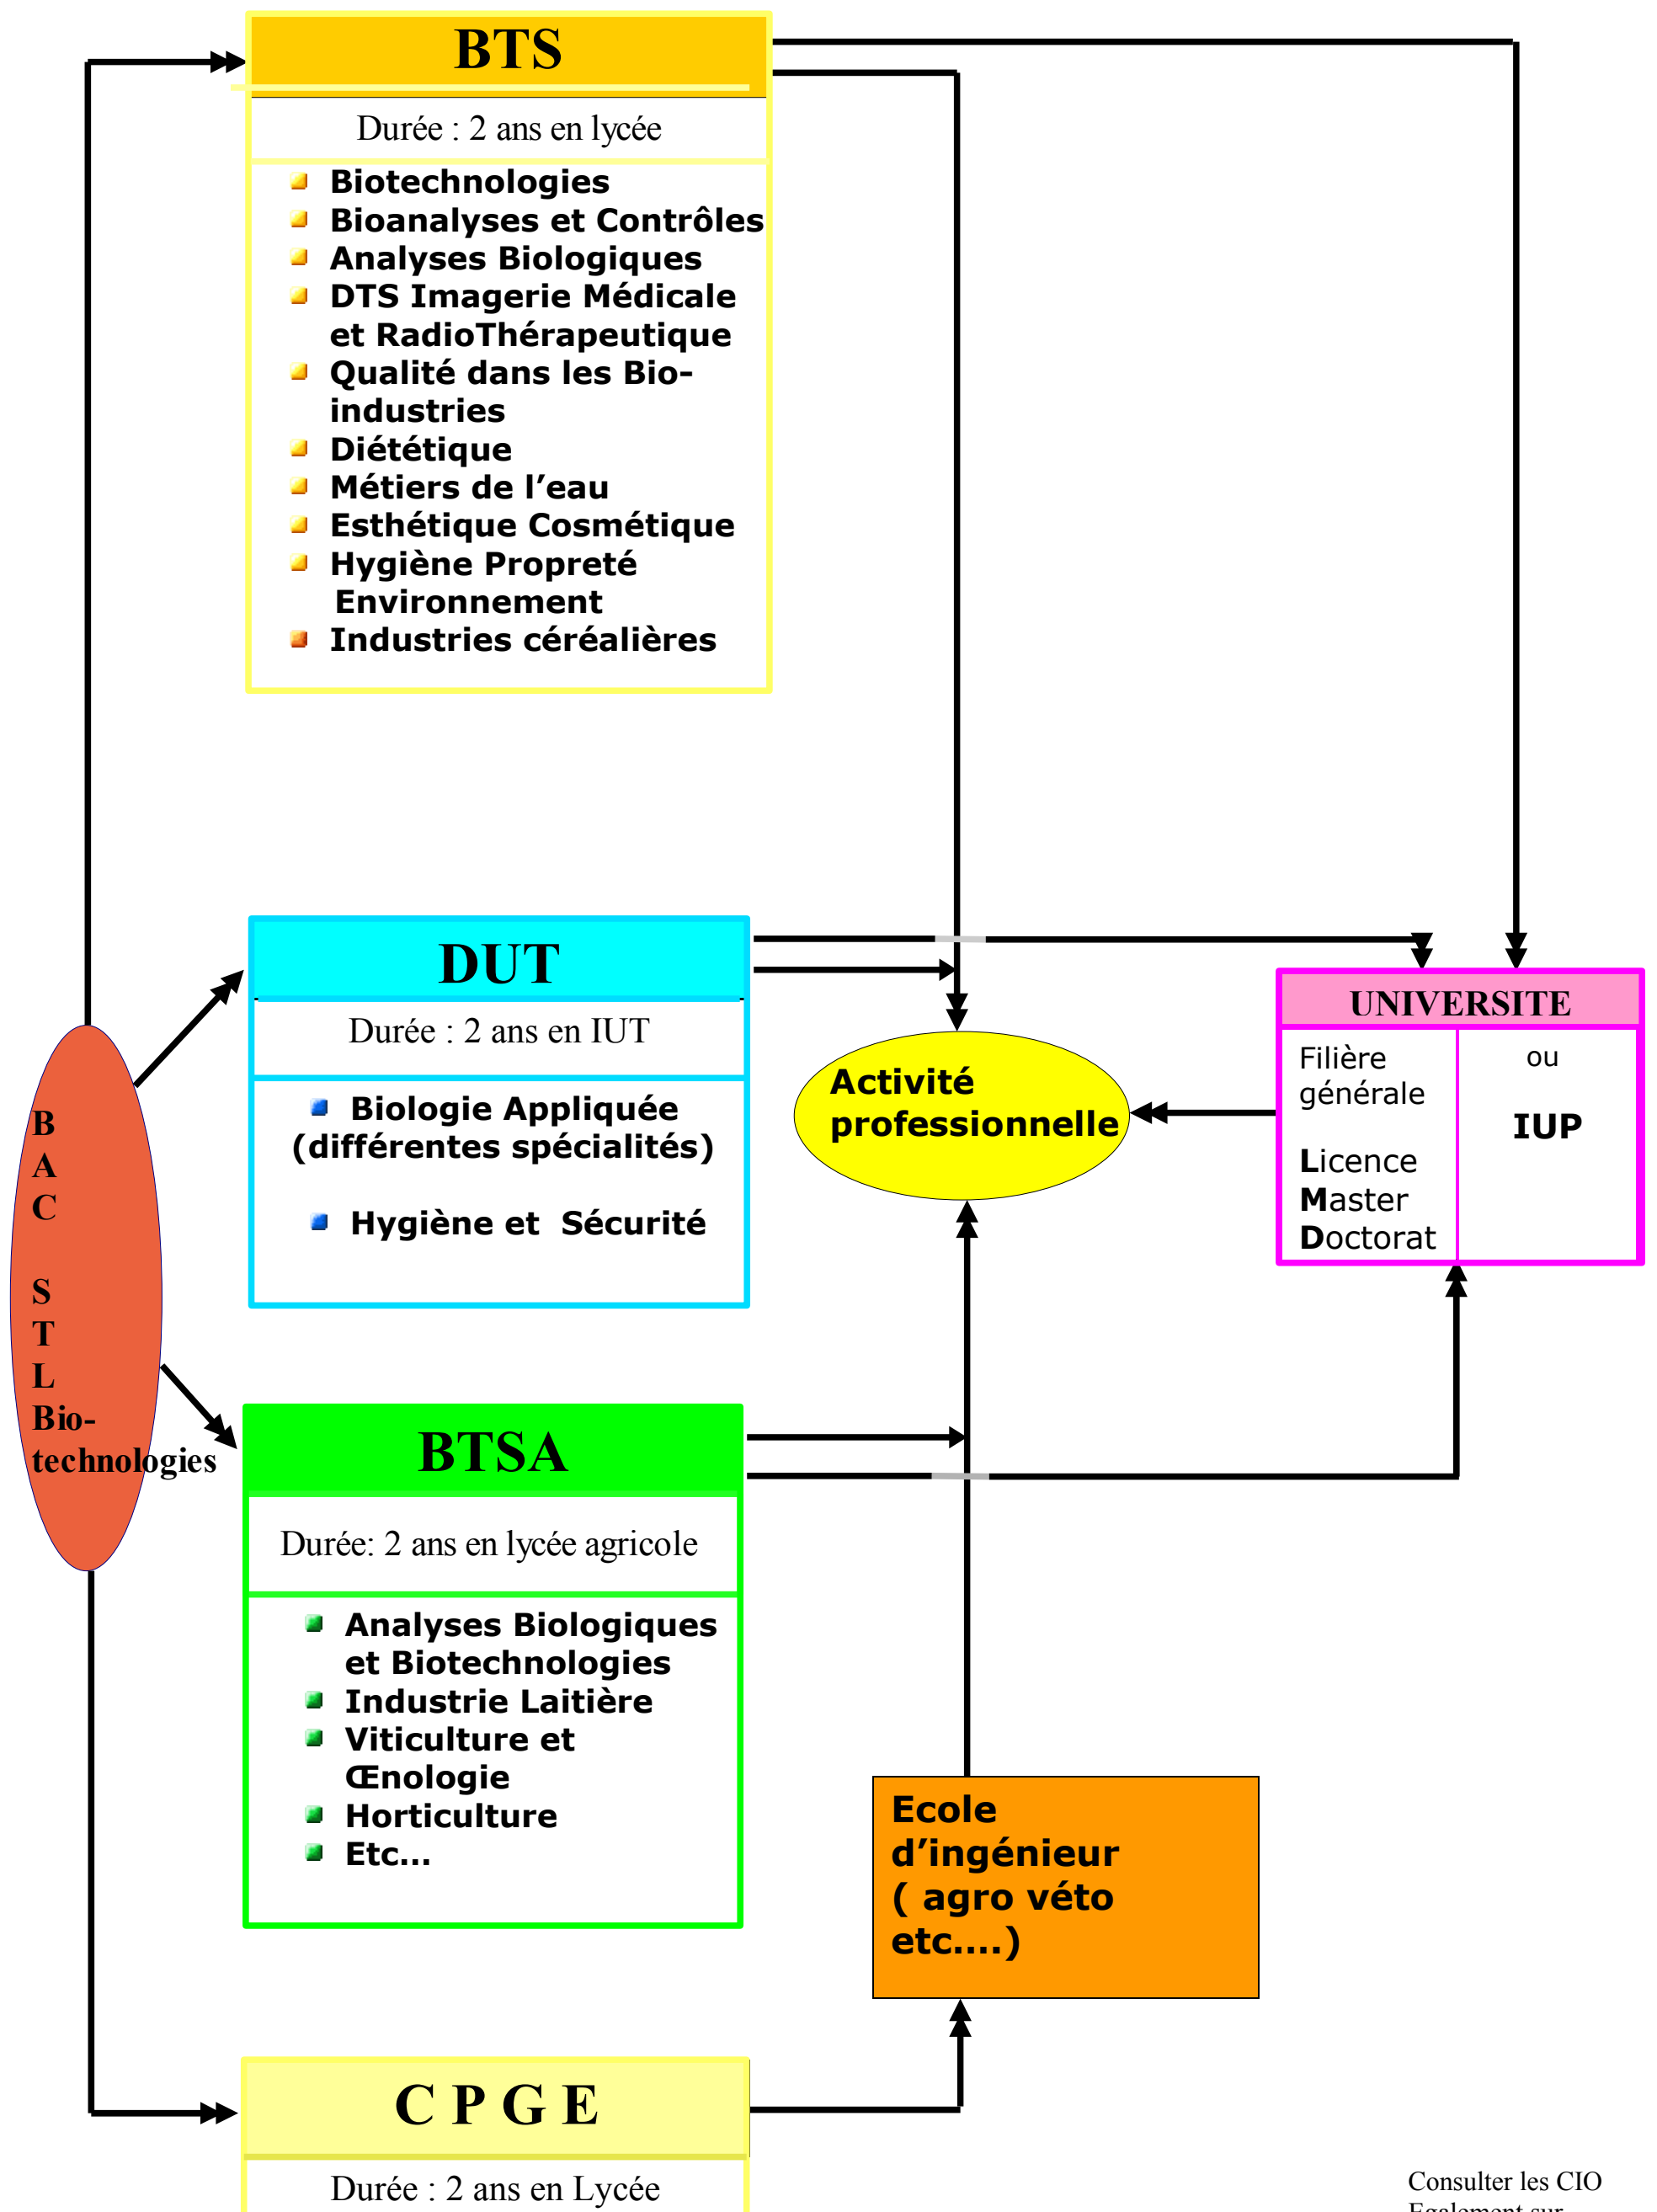 BTS
Durée : 2 ans en lycée
Biotechnologies
Bioanalyses et Contrôles
Analyses Biologiques
DTS Imagerie Médicale
et RadioThérapeutique
Qualité dans les Bio-
industries
Diététique
Métiers de l’eau
Esthétique Cosmétique
Hygiène Propreté
Environnement
Industries céréalières
DUT
Durée : 2 ans en IUT
Biologie Appliquée
(différentes spécialités)
Hygiène et Sécurité
Activité
professionnelle
UNIVERSITE
Filière
générale
Licence
Master
Doctorat
ou
IUP
B
A
C
S
T
L
Bio-
technologies
BTSA
Durée: 2 ans en lycée agricole
Analyses Biologiques
et Biotechnologies
Industrie Laitière
Viticulture et
Œnologie
Horticulture
Etc…
Ecole
d’ingénieur
( agro véto
etc….)
C P G E
Durée : 2 ans en Lycée
Consulter les CIO
Egalement sur